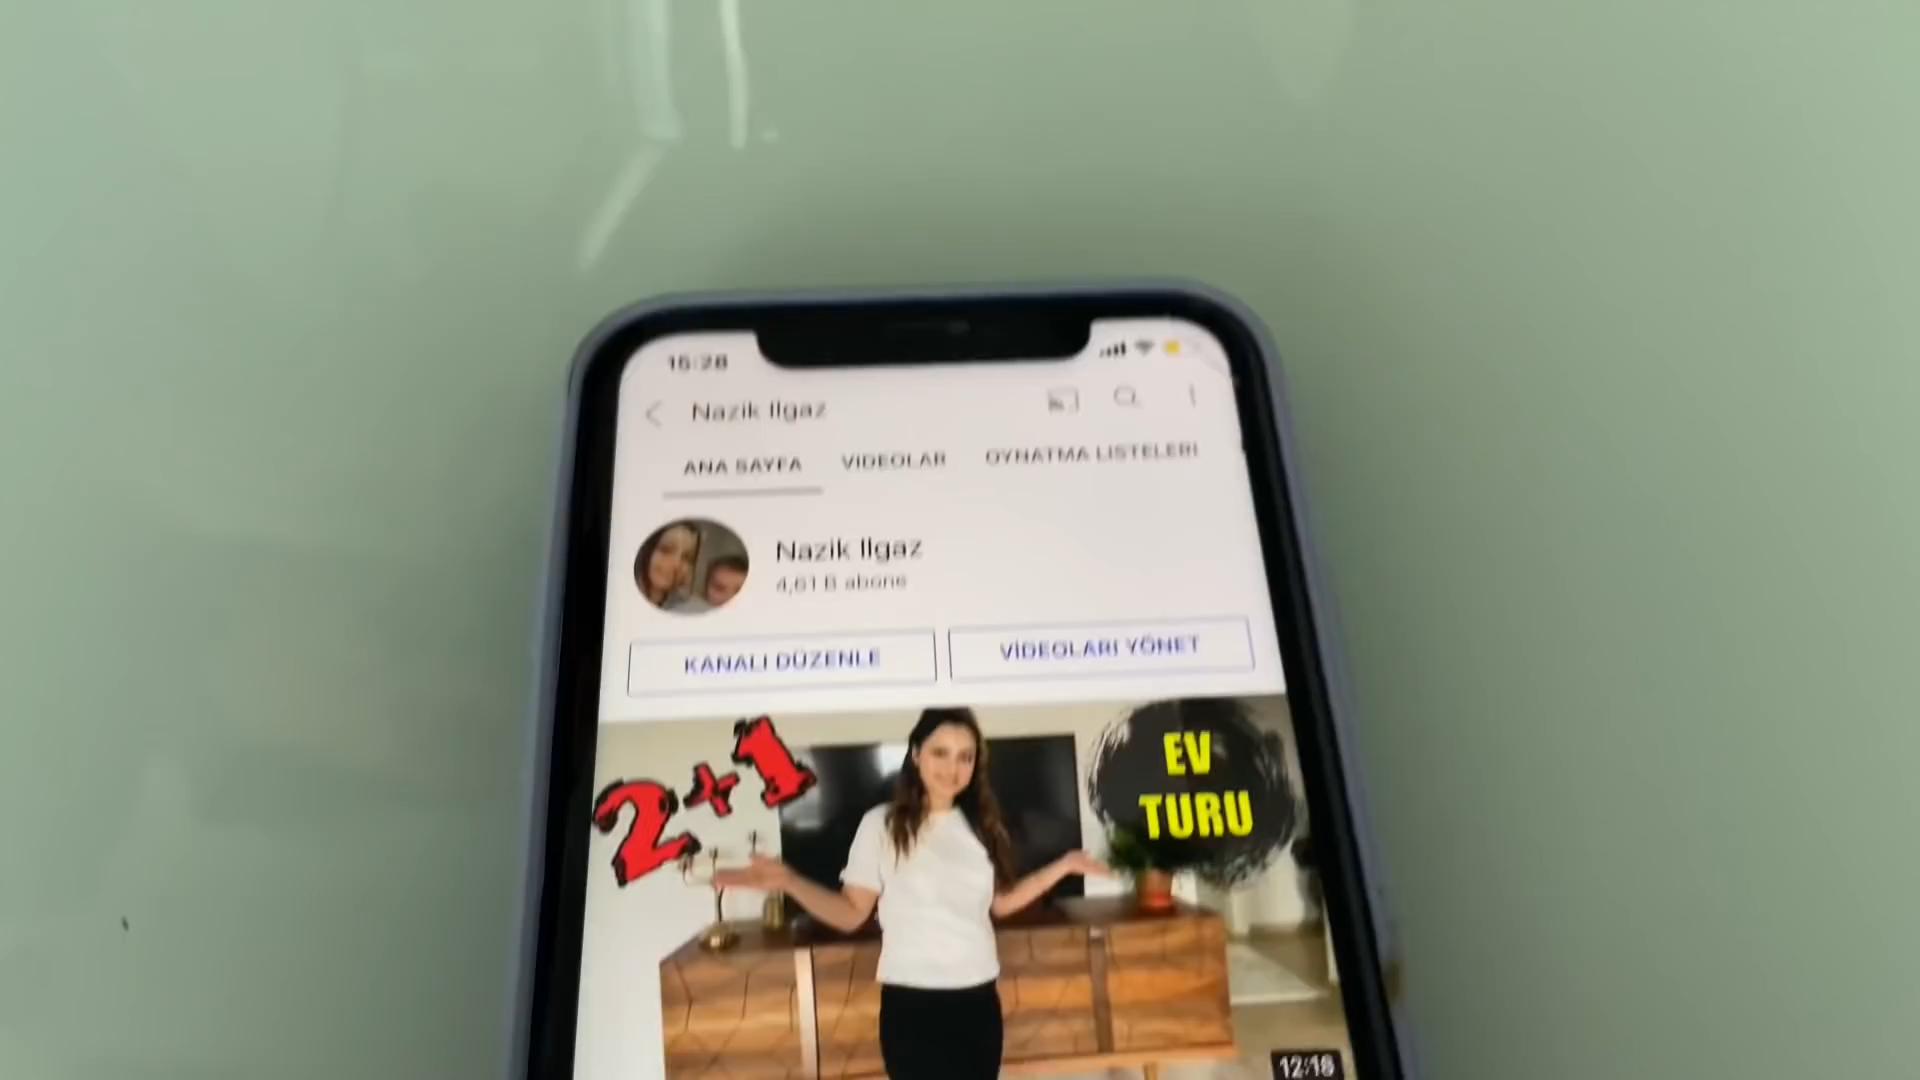 15:28
Nazik Ilgaz
ANA SAYFA VIDEOLAR OYNATMA LISTELERI
Nazik Ilgaz
4,61 B abone
KANALI DÜZENLE VİDEOLARI YÖNET
2+1
EV
TURU
12:18